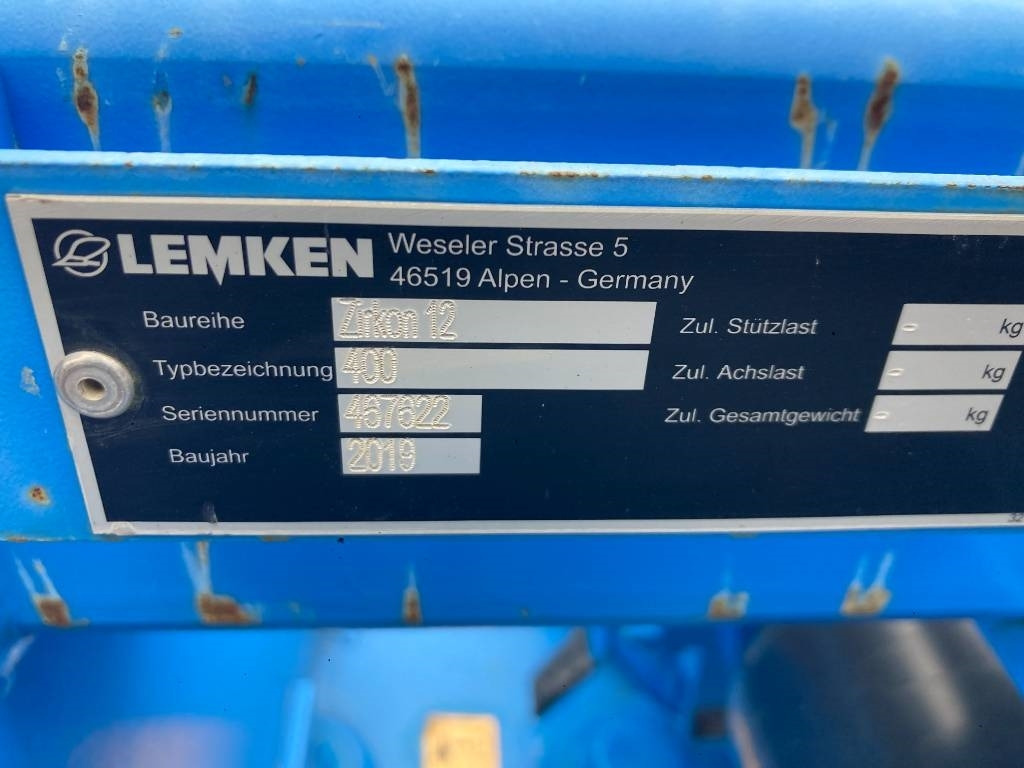 LEMKEN Weseler Strasse 5
46519 Alpen - Germany
Baureihe Zirkon 12 Zul. Stützlast - kg
Typbezeichnung 400 Zul. Achslast - kg
Seriennummer 467622 Zul. Gesamtgewicht - kg
Baujahr 2019